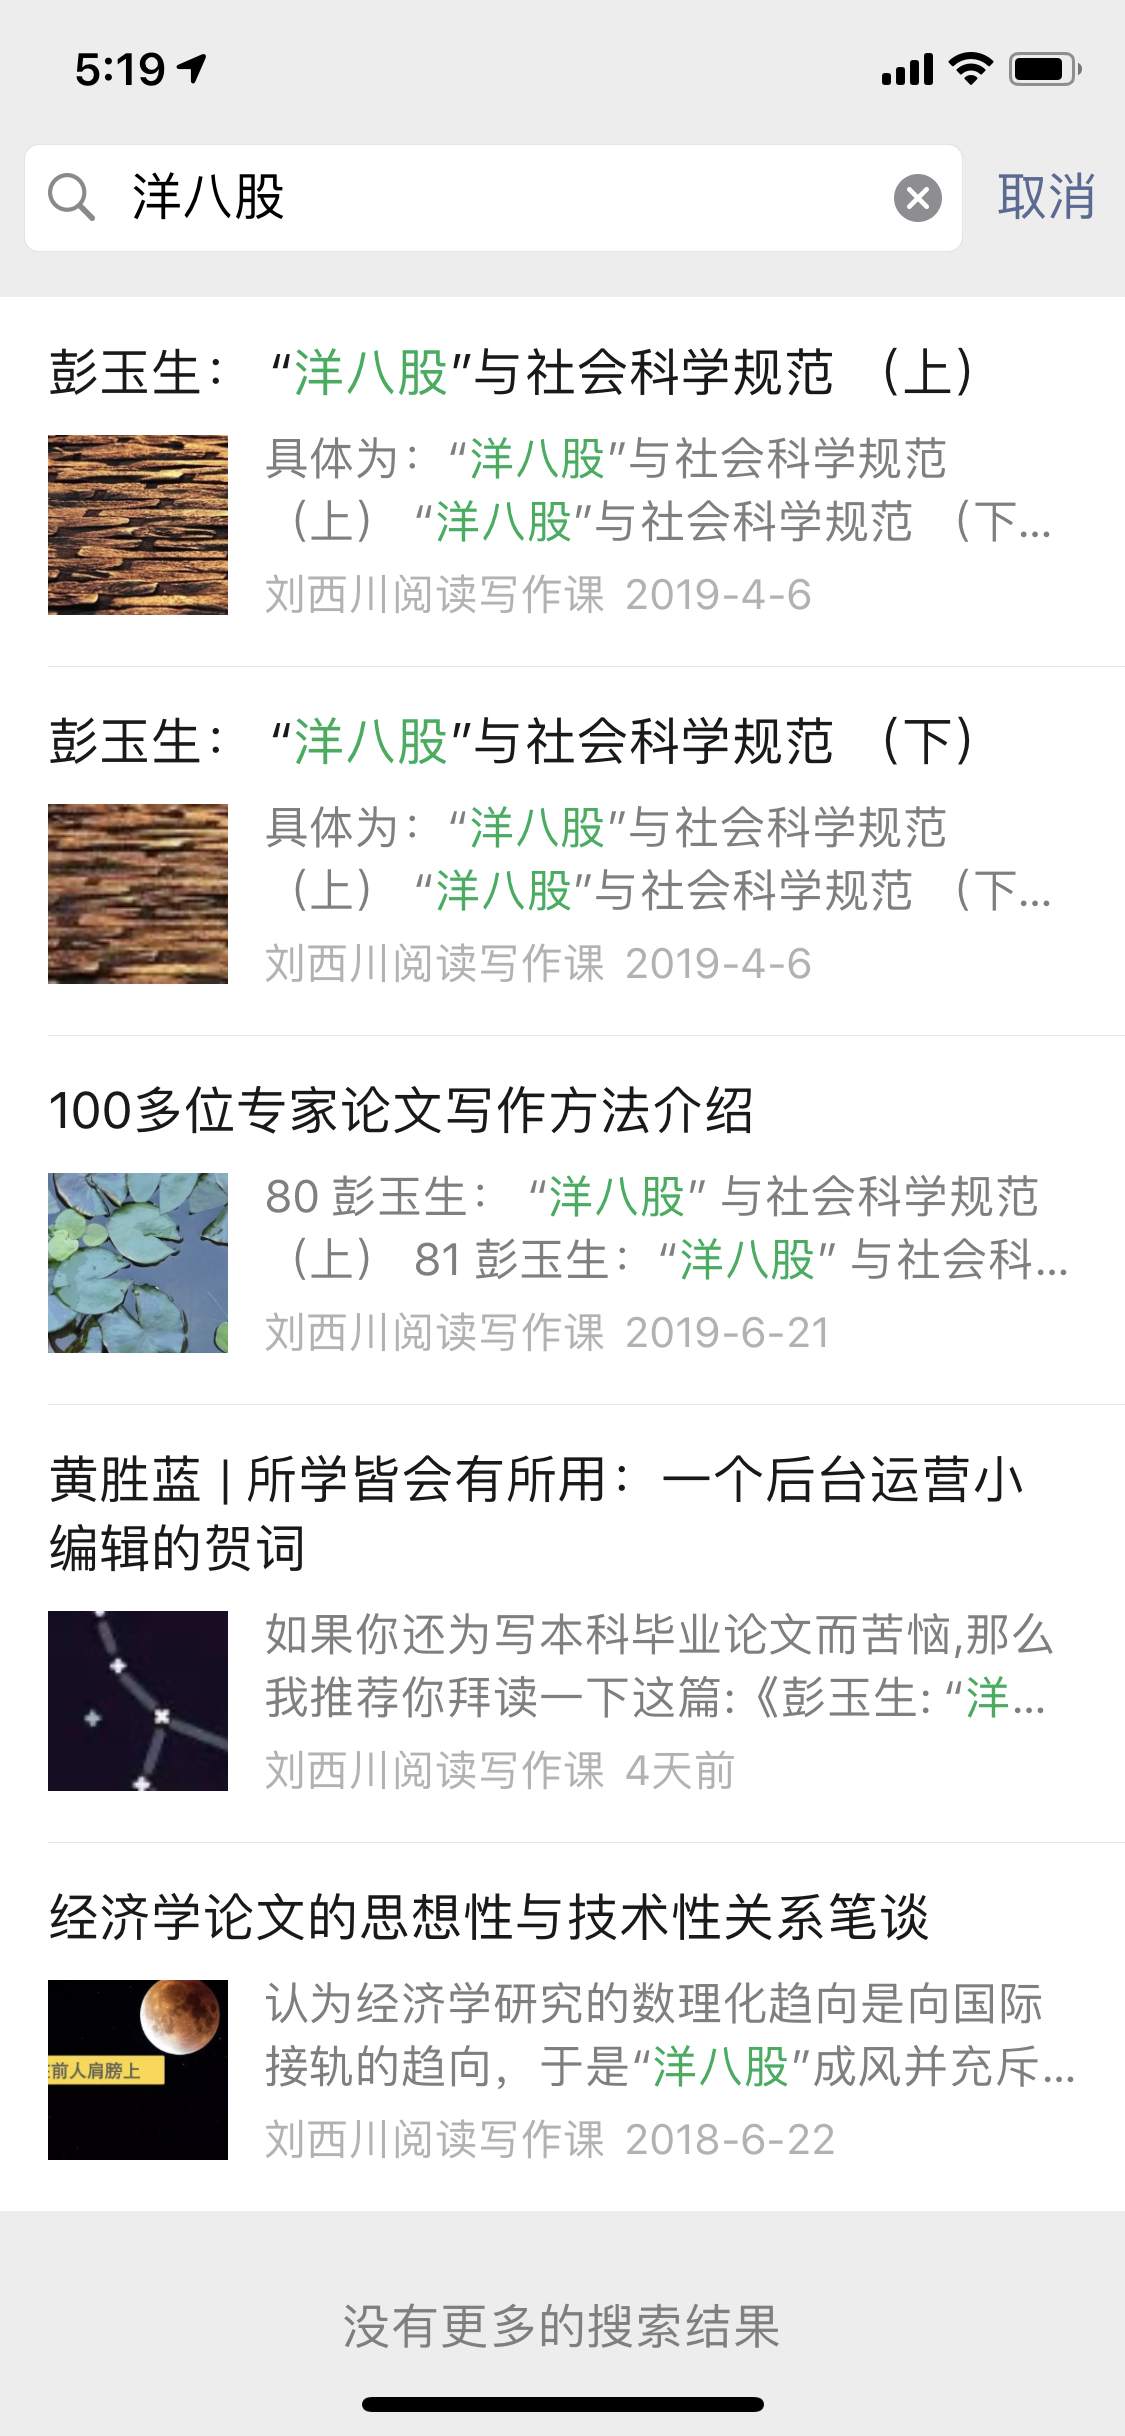 5:19
洋八股
取消
彭玉生： “洋八股”与社会科学规范 （上）
具体为：“洋八股”与社会科学规范
（上） “洋八股”与社会科学规范 （下...
刘西川阅读写作课 2019-4-6
彭玉生： “洋八股”与社会科学规范 （下）
具体为：“洋八股”与社会科学规范
（上） “洋八股”与社会科学规范 （下...
刘西川阅读写作课 2019-4-6
100多位专家论文写作方法介绍
80 彭玉生： “洋八股” 与社会科学规范
（上） 81 彭玉生：“洋八股” 与社会科...
刘西川阅读写作课 2019-6-21
黄胜蓝 | 所学皆会有所用：一个后台运营小
编辑的贺词
如果你还为写本科毕业论文而苦恼,那么
我推荐你拜读一下这篇:《彭玉生: “洋...
刘西川阅读写作课 4天前
经济学论文的思想性与技术性关系笔谈
前人肩膀上
认为经济学研究的数理化趋向是向国际
接轨的趋向，于是“洋八股”成风并充斥...
刘西川阅读写作课 2018-6-22
没有更多的搜索结果